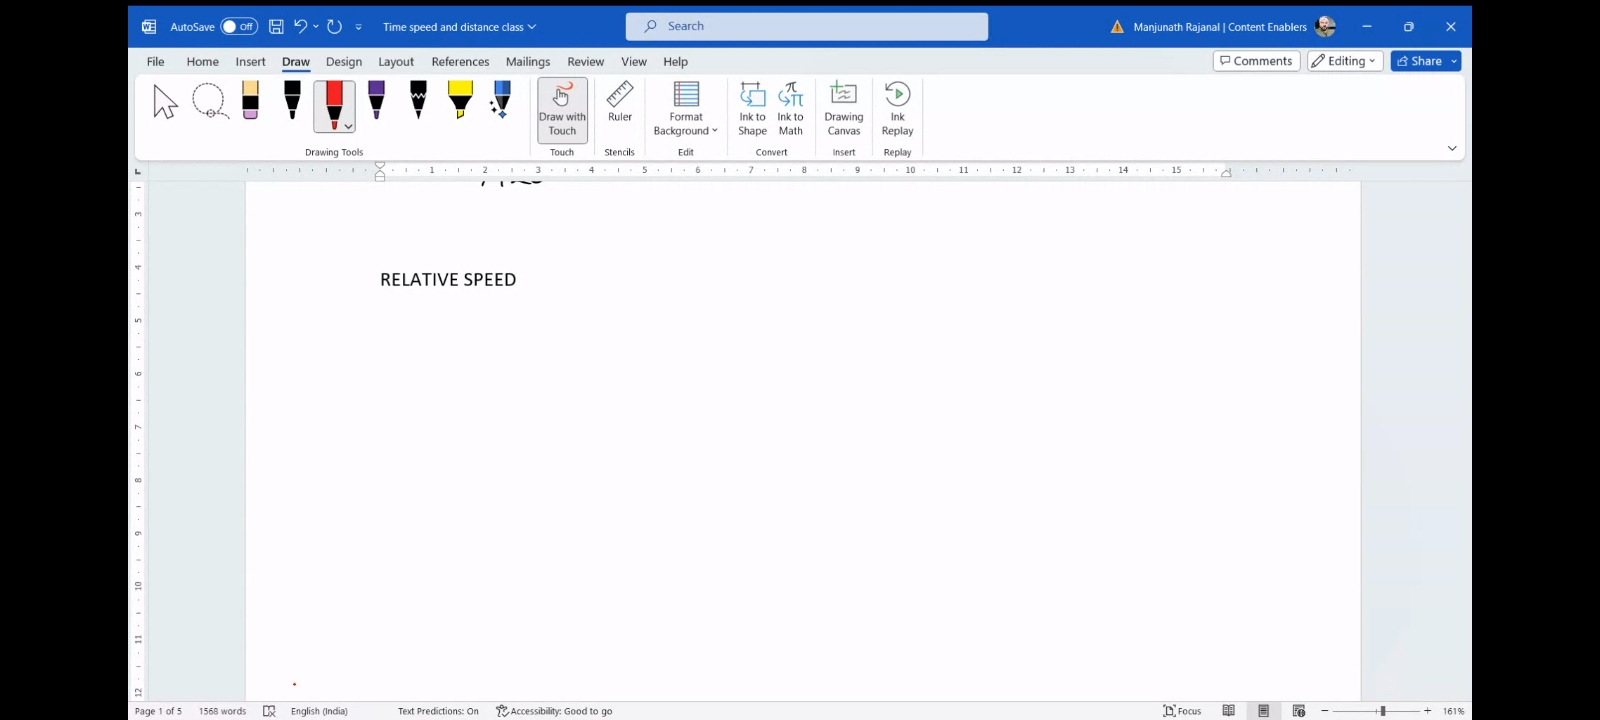 AutoSave Off Time speed and distance class Search Manjunath Rajanal | Content Enablers
File Home Insert Draw Design Layout References Mailings Review View Help Comments Editing Share
Draw with Touch Ruler Format Background Ink to Shape Ink to Math Drawing Canvas Ink Replay
Drawing Tools Touch Stencils Edit Convert Insert Replay
1 2 3 4 5 6 7 8 9 10 11 12 13 14 15
3
RELATIVE SPEED
4
5
6
7
8
9
10
11
12
Page 1 of 5 1568 words English (India) Text Predictions: On Accessibility: Good to go Focus 161%